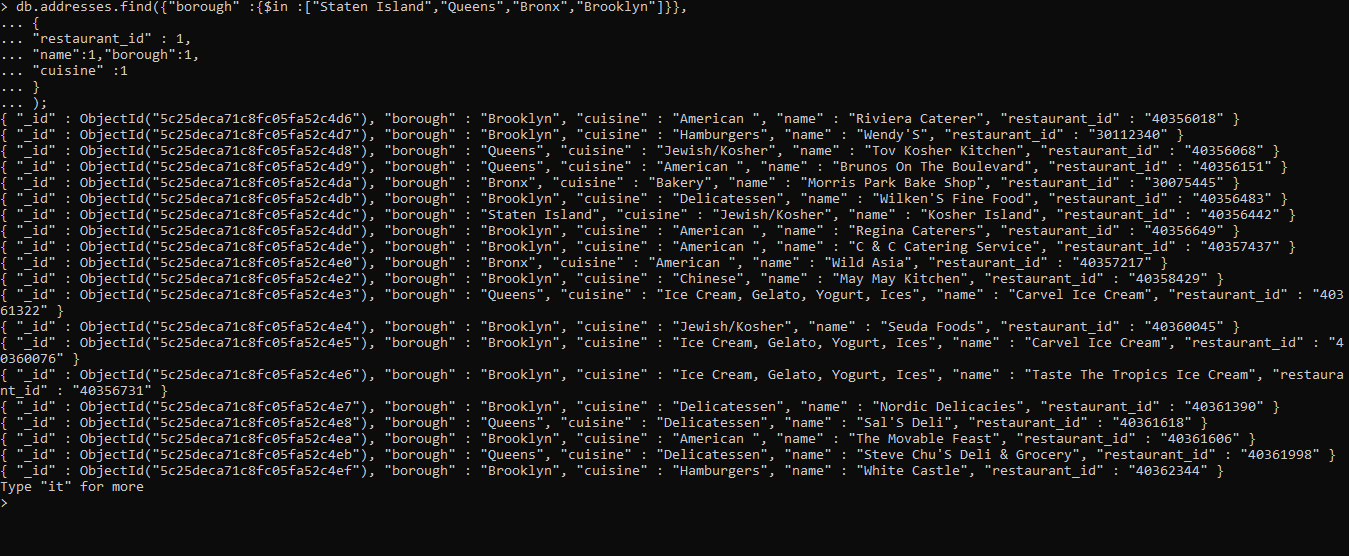 > db.addresses.find({"borough" :{$in :["Staten Island","Queens","Bronx","Brooklyn"]}},
... {
... "restaurant_id" : 1,
... "name":1,"borough":1,
... "cuisine" :1
... }
... );
{ "_id" : ObjectId("5c25deca71c8fc05fa52c4d6"), "borough" : "Brooklyn", "cuisine" : "American ", "name" : "Riviera Caterer", "restaurant_id" : "40356018" }
{ "_id" : ObjectId("5c25deca71c8fc05fa52c4d7"), "borough" : "Brooklyn", "cuisine" : "Hamburgers", "name" : "Wendy'S", "restaurant_id" : "30112340" }
{ "_id" : ObjectId("5c25deca71c8fc05fa52c4d8"), "borough" : "Queens", "cuisine" : "Jewish/Kosher", "name" : "Tov Kosher Kitchen", "restaurant_id" : "40356068" }
{ "_id" : ObjectId("5c25deca71c8fc05fa52c4d9"), "borough" : "Queens", "cuisine" : "American ", "name" : "Brunos On The Boulevard", "restaurant_id" : "40356151" }
{ "_id" : ObjectId("5c25deca71c8fc05fa52c4da"), "borough" : "Bronx", "cuisine" : "Bakery", "name" : "Morris Park Bake Shop", "restaurant_id" : "30075445" }
{ "_id" : ObjectId("5c25deca71c8fc05fa52c4db"), "borough" : "Brooklyn", "cuisine" : "Delicatessen", "name" : "Wilken'S Fine Food", "restaurant_id" : "40356483" }
{ "_id" : ObjectId("5c25deca71c8fc05fa52c4dc"), "borough" : "Staten Island", "cuisine" : "Jewish/Kosher", "name" : "Kosher Island", "restaurant_id" : "40356442" }
{ "_id" : ObjectId("5c25deca71c8fc05fa52c4dd"), "borough" : "Brooklyn", "cuisine" : "American ", "name" : "Regina Caterers", "restaurant_id" : "40356649" }
{ "_id" : ObjectId("5c25deca71c8fc05fa52c4de"), "borough" : "Brooklyn", "cuisine" : "American ", "name" : "C & C Catering Service", "restaurant_id" : "40357437" }
{ "_id" : ObjectId("5c25deca71c8fc05fa52c4e0"), "borough" : "Bronx", "cuisine" : "American ", "name" : "Wild Asia", "restaurant_id" : "40357217" }
{ "_id" : ObjectId("5c25deca71c8fc05fa52c4e2"), "borough" : "Brooklyn", "cuisine" : "Chinese", "name" : "May May Kitchen", "restaurant_id" : "40358429" }
{ "_id" : ObjectId("5c25deca71c8fc05fa52c4e3"), "borough" : "Queens", "cuisine" : "Ice Cream, Gelato, Yogurt, Ices", "name" : "Carvel Ice Cream", "restaurant_id" : "403
61322" }
{ "_id" : ObjectId("5c25deca71c8fc05fa52c4e4"), "borough" : "Brooklyn", "cuisine" : "Jewish/Kosher", "name" : "Seuda Foods", "restaurant_id" : "40360045" }
{ "_id" : ObjectId("5c25deca71c8fc05fa52c4e5"), "borough" : "Brooklyn", "cuisine" : "Ice Cream, Gelato, Yogurt, Ices", "name" : "Carvel Ice Cream", "restaurant_id" : "4
0360076" }
{ "_id" : ObjectId("5c25deca71c8fc05fa52c4e6"), "borough" : "Brooklyn", "cuisine" : "Ice Cream, Gelato, Yogurt, Ices", "name" : "Taste The Tropics Ice Cream", "restaura
nt_id" : "40356731" }
{ "_id" : ObjectId("5c25deca71c8fc05fa52c4e7"), "borough" : "Brooklyn", "cuisine" : "Delicatessen", "name" : "Nordic Delicacies", "restaurant_id" : "40361390" }
{ "_id" : ObjectId("5c25deca71c8fc05fa52c4e8"), "borough" : "Queens", "cuisine" : "Delicatessen", "name" : "Sal'S Deli", "restaurant_id" : "40361618" }
{ "_id" : ObjectId("5c25deca71c8fc05fa52c4ea"), "borough" : "Brooklyn", "cuisine" : "American ", "name" : "The Movable Feast", "restaurant_id" : "40361606" }
{ "_id" : ObjectId("5c25deca71c8fc05fa52c4eb"), "borough" : "Queens", "cuisine" : "Delicatessen", "name" : "Steve Chu'S Deli & Grocery", "restaurant_id" : "40361998" }
{ "_id" : ObjectId("5c25deca71c8fc05fa52c4ef"), "borough" : "Brooklyn", "cuisine" : "Hamburgers", "name" : "White Castle", "restaurant_id" : "40362344" }
Type "it" for more
>